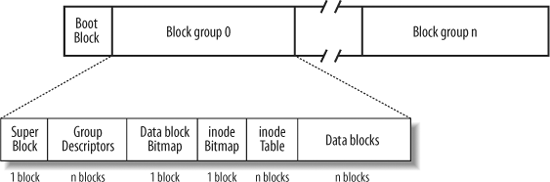 Boot
Block
Block group 0
Block group n
Super
Block
Group
Descriptors
Data block
Bitmap
inode
Bitmap
inode
Table
Data blocks
1 block
n blocks
1 block
1 block
n blocks
n blocks